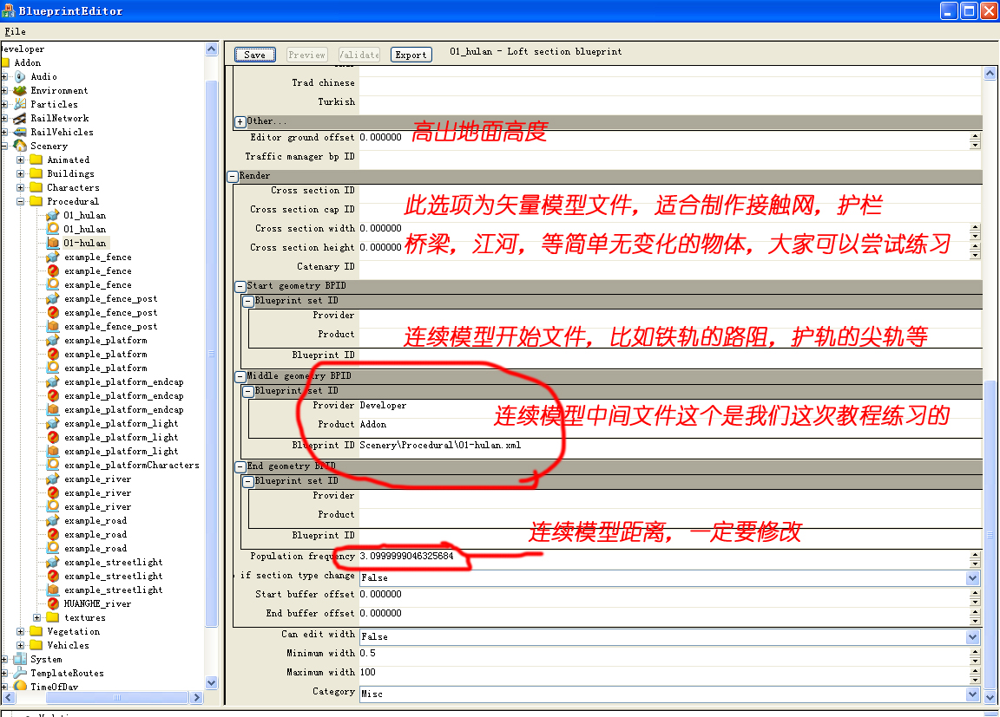 BlueprintEditor
File
Developer
Addon
Audio
Environment
Particles
RailNetwork
RailVehicles
Scenery
Animated
Buildings
Characters
Procedural
01_hulan
01_hulan
01-hulan
example_fence
example_fence
example_fence
example_fence_post
example_fence_post
example_fence_post
example_platform
example_platform
example_platform
example_platform_endcap
example_platform_endcap
example_platform_endcap
example_platform_light
example_platform_light
example_platform_light
example_platformCharacters
example_river
example_river
example_river
example_road
example_road
example_road
example_streetlight
example_streetlight
example_streetlight
HUANGHE_river
textures
Vegetation
Vehicles
System
TemplateRoutes
TimeOfDay
Save Preview Validate Export 01_hulan - Loft section blueprint
Trad chinese
Turkish
Other...
Editor ground offset 0.000000 高出地面高度
Traffic manager bp ID
Render
Cross section ID
Cross section cap ID 此选项为矢量模型文件，适合制作接触网，护栏
Cross section width 0.000000
Cross section height 0.000000 桥梁，江河，等简单无变化的物体，大家可以尝试练习
Catenary ID
Start geometry BPID
Blueprint set ID
Provider
Product 连续模型开始文件，比如铁轨的路阻，护轨的尖轨等
Blueprint ID
Middle geometry BPID
Blueprint set ID
Provider Developer
Product Addon 连续模型中间文件这个是我们这次教程练习的
Blueprint ID Scenery\Procedural\01-hulan.xml
End geometry BPID
Blueprint set ID
Provider
Product
Blueprint ID 连续模型距离，一定要修改
Population frequency 3.0999999046325684
if section type change False
Start buffer offset 0.000000
End buffer offset 0.000000
Can edit width False
Minimum width 0.5
Maximum width 100
Category Misc